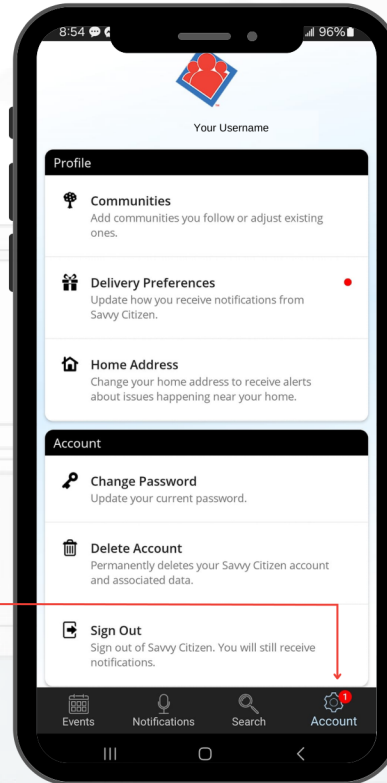 8:54
96%
Your Username
Profile
Communities
Add communities you follow or adjust existing
ones.
Delivery Preferences
Update how you receive notifications from
Savvy Citizen.
Home Address
Change your home address to receive alerts
about issues happening near your home.
Account
Change Password
Update your current password.
Delete Account
Permanently deletes your Savvy Citizen account
and associated data.
Sign Out
Sign out of Savvy Citizen. You will still receive
notifications.
1
Events Notifications Search Account